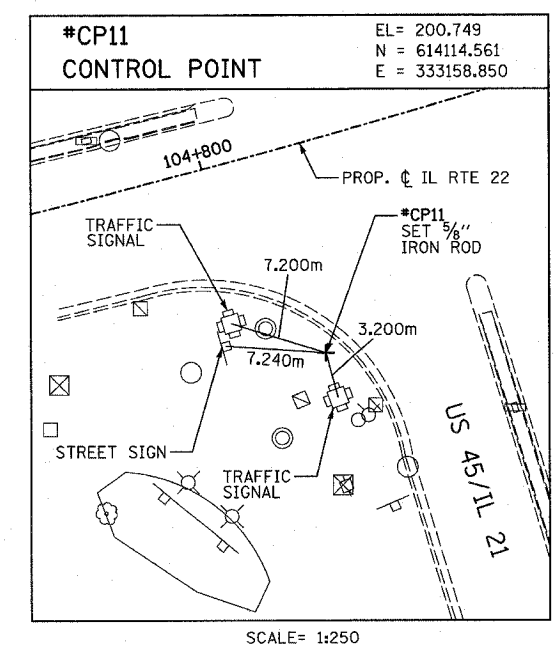 #CP11
CONTROL POINT
EL= 200.749
N = 614114.561
E = 333158.850
104+800
PROP. ℄ IL RTE 22
TRAFFIC
SIGNAL
#CP11
SET 5/8"
IRON ROD
7.200m
3.200m
7.240m
STREET SIGN
TRAFFIC
SIGNAL
US 45/IL 21
SCALE= 1:250